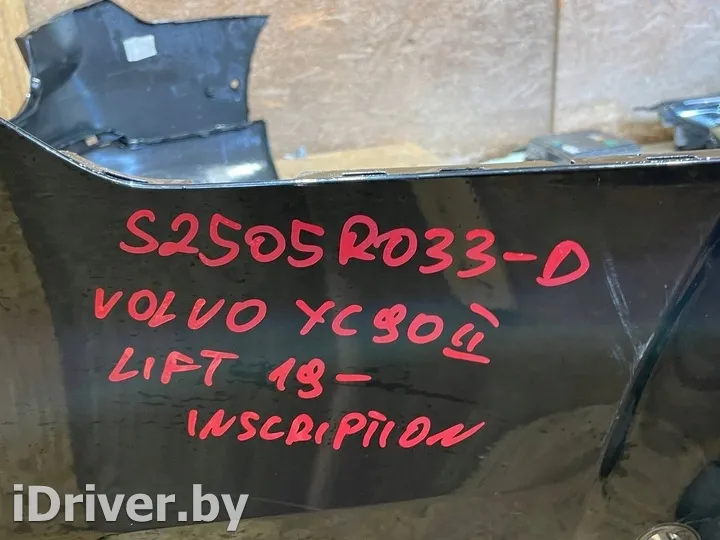 S2505R033-D
VOLVO XC90 II
LIFT 19-
INSCRIPTION
iDriver.by